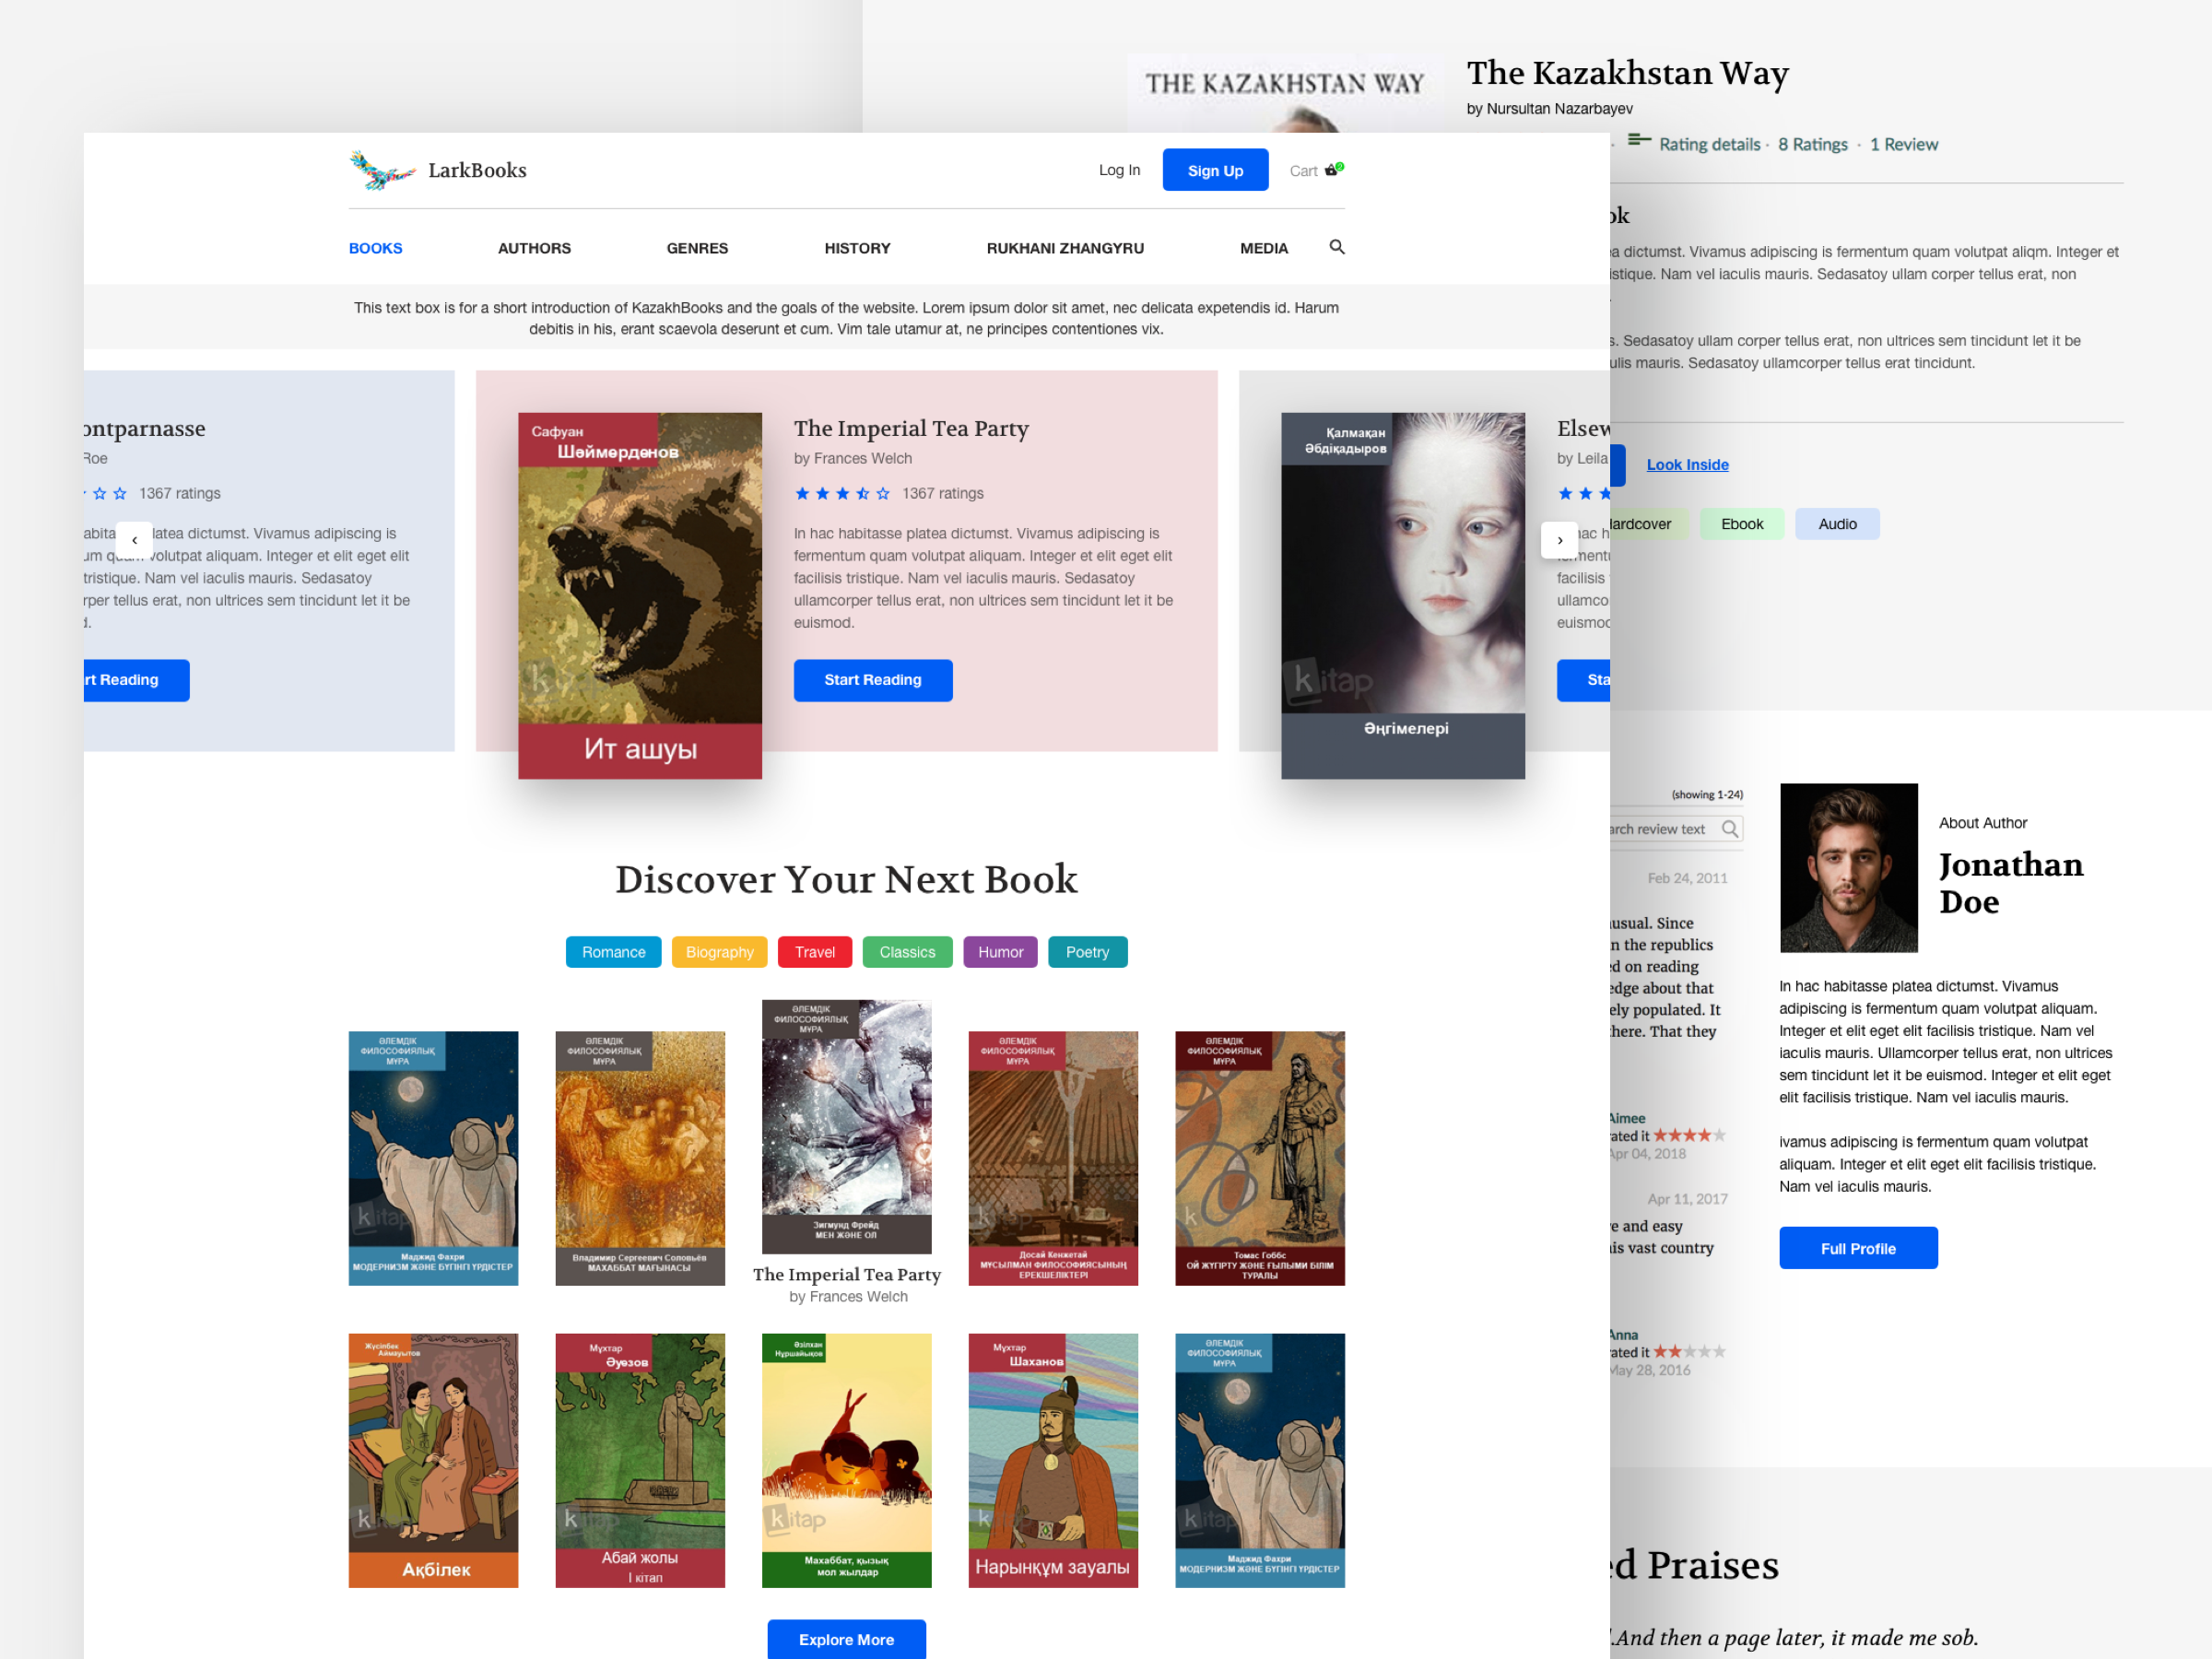 THE KAZAKHSTAN WAY
The Kazakhstan Way
by Nursultan Nazarbayev
· Rating details · 8 Ratings · 1 Review
ok
a dictumst. Vivamus adipiscing is fermentum quam volutpat aliqm. Integer et
istique. Nam vel iaculis mauris. Sedasatoy ullam corper tellus erat, non
.
s. Sedasatoy ullam corper tellus erat, non ultrices sem tincidunt let it be
ulis mauris. Sedasatoy ullamcorper tellus erat tincidunt.
Look Inside
lardcover
Ebook
Audio
LarkBooks
Log In
Sign Up
Cart
BOOKS
AUTHORS
GENRES
HISTORY
RUKHANI ZHANGYRU
MEDIA
This text box is for a short introduction of KazakhBooks and the goals of the website. Lorem ipsum dolor sit amet, nec delicata expetendis id. Harum
debitis in his, erant scaevola deserunt et cum. Vim tale utamur at, ne principes contentiones vix.
ontparnasse
Roe
1367 ratings
abita latea dictumst. Vivamus adipiscing is
um quam volutpat aliquam. Integer et elit eget elit
tristique. Nam vel iaculis mauris. Sedasatoy
rper tellus erat, non ultrices sem tincidunt let it be
d.
rt Reading
‹
Сафуан
Шәймерденов
kitap
Ит ашуы
The Imperial Tea Party
by Frances Welch
1367 ratings
In hac habitasse platea dictumst. Vivamus adipiscing is
fermentum quam volutpat aliquam. Integer et elit eget elit
facilisis tristique. Nam vel iaculis mauris. Sedasatoy
ullamcorper tellus erat, non ultrices sem tincidunt let it be
euismod.
Start Reading
Қалмақан
Әбдіқадыров
kitap
Әңгімелері
Elsew
by Leila
›
hac h
rmentu
facilisis
ullamco
euismod
Sta
Discover Your Next Book
Romance
Biography
Travel
Classics
Humor
Poetry
ӘЛЕМДІК
ФИЛОСОФИЯЛЫҚ
МҰРА
kitap
Маджид Фахри
МОДЕРНИЗМ ЖӘНЕ БҮГІНГІ ҮРДІСТЕР
ӘЛЕМДІК
ФИЛОСОФИЯЛЫҚ
МҰРА
k
Владимир Сергеевич Соловьёв
МАХАББАТ МАҒЫНАСЫ
ӘЛЕМДІК
ФИЛОСОФИЯЛЫҚ
МҰРА
Зигмунд Фрейд
МЕН ЖӘНЕ ОЛ
The Imperial Tea Party
by Frances Welch
ӘЛЕМДІК
ФИЛОСОФИЯЛЫҚ
МҰРА
kitap
Досай Кенжетай
МҰСЫЛМАН ФИЛОСОФИЯСЫНЫҢ
ЕРЕКШЕЛІКТЕРІ
ӘЛЕМДІК
ФИЛОСОФИЯЛЫҚ
МҰРА
k
Томас Гоббс
ОЙ ЖҮГІРТУ ЖӘНЕ ҒЫЛЫМИ БІЛІМ
ТУРАЛЫ
Жүсіпбек
Аймауытов
k
Ақбілек
Мұхтар
Әуезов
kitap
Абай жолы
I кітап
Әзілхан
Нұршайықов
kitap
Махаббат, қызық
мол жылдар
Мұхтар
Шаханов
k
Нарынқұм зауалы
ӘЛЕМДІК
ФИЛОСОФИЯЛЫҚ
МҰРА
kitap
Маджид Фахри
МОДЕРНИЗМ ЖӘНЕ БҮГІНГІ ҮРДІСТЕР
Explore More
(showing 1-24)
arch review text
Feb 24, 2011
usual. Since
n the republics
ed on reading
edge about that
ely populated. It
here. That they
Aimee
ated it
Apr 04, 2018
Apr 11, 2017
e and easy
is vast country
Anna
ated it
May 28, 2016
About Author
Jonathan
Doe
In hac habitasse platea dictumst. Vivamus
adipiscing is fermentum quam volutpat aliquam.
Integer et elit eget elit facilisis tristique. Nam vel
iaculis mauris. Ullamcorper tellus erat, non ultrices
sem tincidunt let it be euismod. Integer et elit eget
elit facilisis tristique. Nam vel iaculis mauris.
ivamus adipiscing is fermentum quam volutpat
aliquam. Integer et elit eget elit facilisis tristique.
Nam vel iaculis mauris.
Full Profile
ed Praises
.And then a page later, it made me sob.